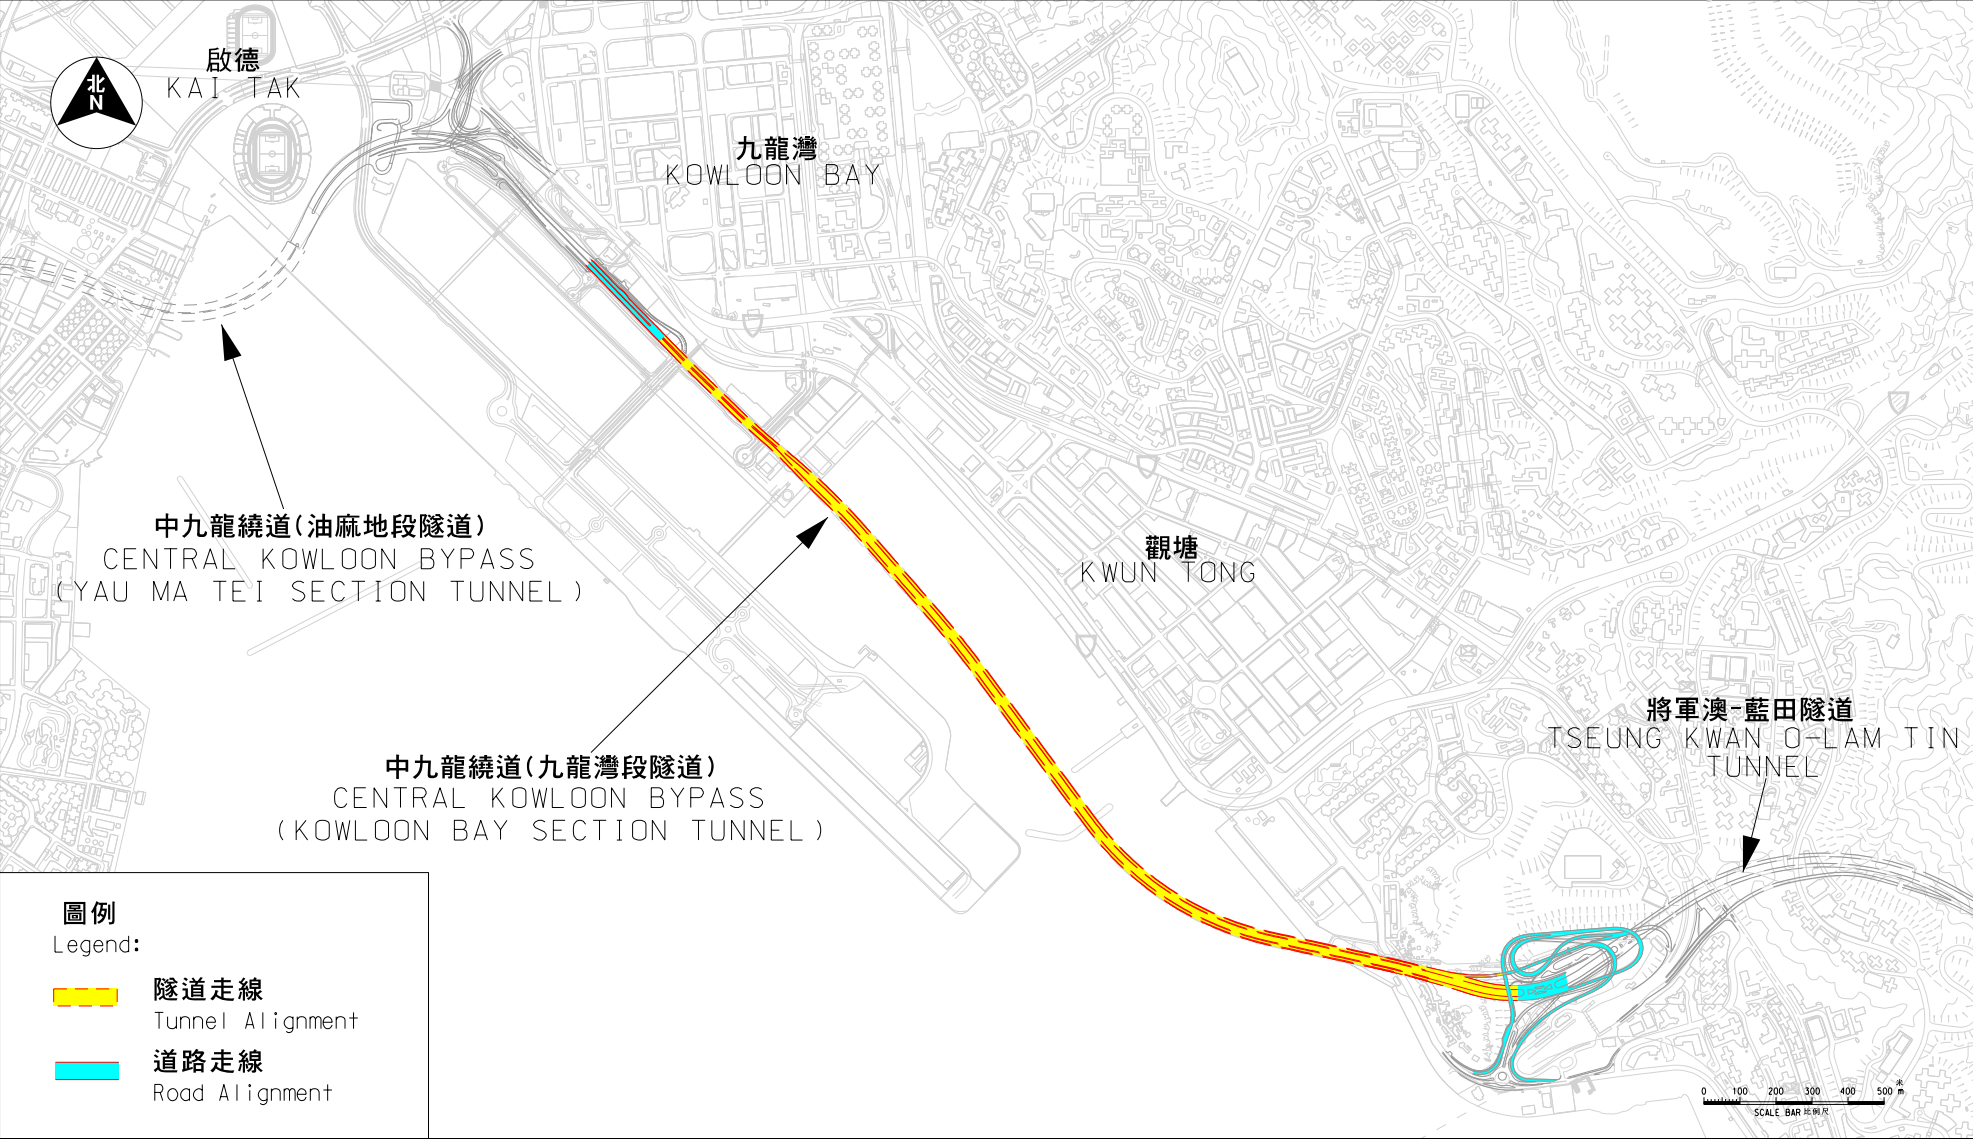 北
N
啟德
KAI TAK
九龍灣
KOWLOON BAY
中九龍繞道(油麻地段隧道)
CENTRAL KOWLOON BYPASS
(YAU MA TEI SECTION TUNNEL)
觀塘
KWUN TONG
將軍澳-藍田隧道
TSEUNG KWAN O-LAM TIN
TUNNEL
中九龍繞道(九龍灣段隧道)
CENTRAL KOWLOON BYPASS
(KOWLOON BAY SECTION TUNNEL)
圖例
Legend:
隧道走線
Tunnel Alignment
道路走線
Road Alignment
0 100 200 300 400 500 米
m
SCALE BAR 比例尺